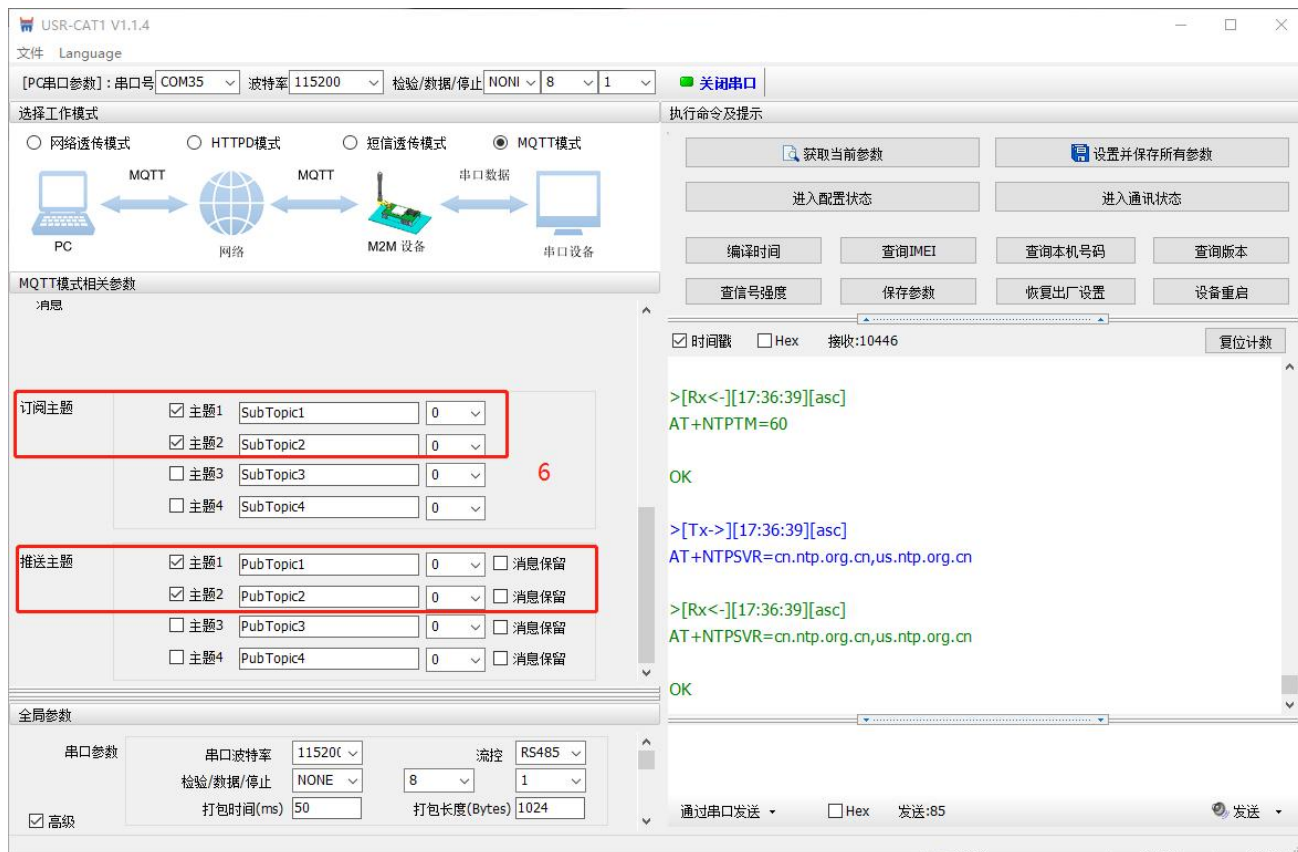 USR-CAT1 V1.1.4
文件 Language
[PC串口参数]：串口号 COM35 波特率 115200 检验/数据/停止 NONI 8 1 关闭串口
选择工作模式
网络透传模式 HTTPD模式 短信透传模式 MQTT模式
MQTT MQTT 串口数据
PC 网络 M2M 设备 串口设备
MQTT模式相关参数
消息
订阅主题 主题1 SubTopic1 0
主题2 SubTopic2 0
主题3 SubTopic3 0
主题4 SubTopic4 0
6
推送主题 主题1 PubTopic1 0 消息保留
主题2 PubTopic2 0 消息保留
主题3 PubTopic3 0 消息保留
主题4 PubTopic4 0 消息保留
全局参数
串口参数 串口波特率 11520( 流控 RS485
检验/数据/停止 NONE 8 1
打包时间(ms) 50 打包长度(Bytes) 1024
高级
执行命令及提示
获取当前参数 设置并保存所有参数
进入配置状态 进入通讯状态
编译时间 查询IMEI 查询本机号码 查询版本
查信号强度 保存参数 恢复出厂设置 设备重启
时间戳 Hex 接收:10446 复位计数
>[Rx<-][17:36:39][asc]
AT+NTPTM=60
OK
>[Tx->][17:36:39][asc]
AT+NTPSVR=cn.ntp.org.cn,us.ntp.org.cn
>[Rx<-][17:36:39][asc]
AT+NTPSVR=cn.ntp.org.cn,us.ntp.org.cn
OK
通过串口发送 Hex 发送:85 发送